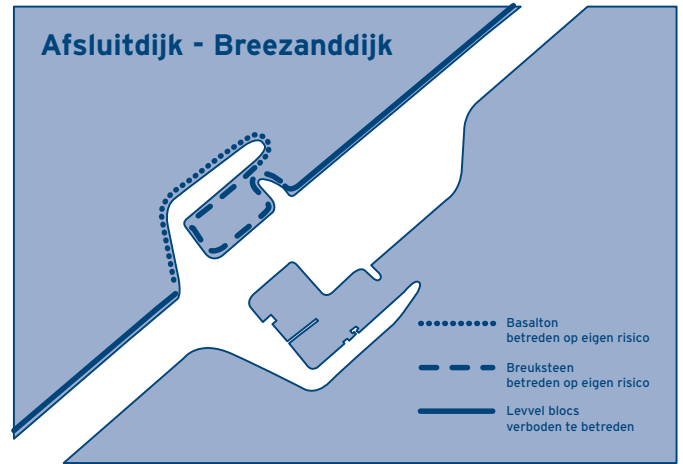 Afsluitdijk - Breezanddijk
Basalton
betreden op eigen risico
Breuksteen
betreden op eigen risico
Levvel blocs
verboden te betreden